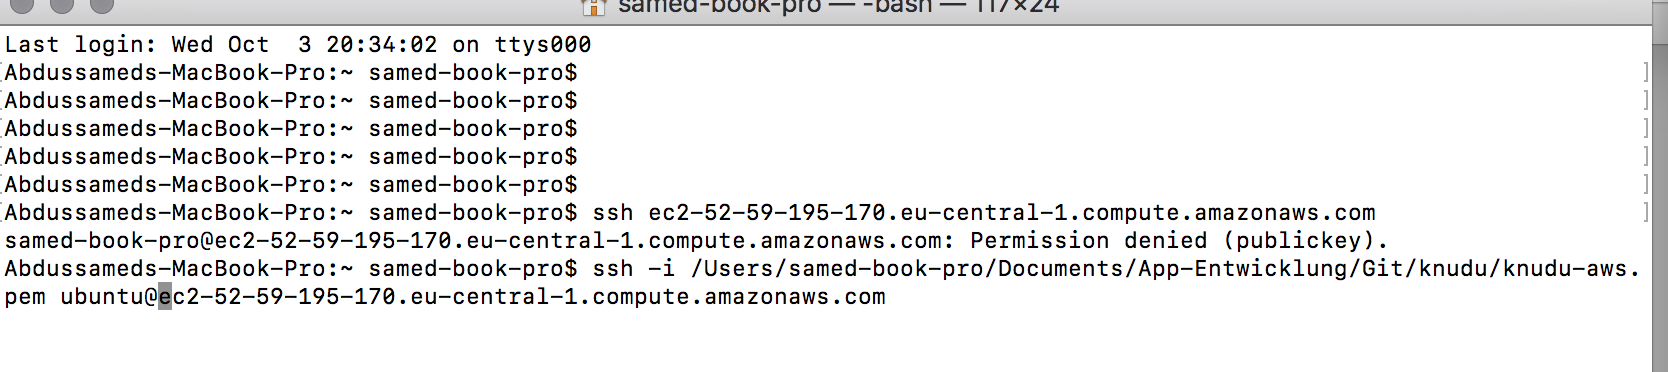 samed-book-pro — -bash — 117×24
Last login: Wed Oct  3 20:34:02 on ttys000
[Abdussameds-MacBook-Pro:~ samed-book-pro$ ]
[Abdussameds-MacBook-Pro:~ samed-book-pro$ ]
[Abdussameds-MacBook-Pro:~ samed-book-pro$ ]
[Abdussameds-MacBook-Pro:~ samed-book-pro$ ]
[Abdussameds-MacBook-Pro:~ samed-book-pro$ ]
[Abdussameds-MacBook-Pro:~ samed-book-pro$ ssh ec2-52-59-195-170.eu-central-1.compute.amazonaws.com ]
samed-book-pro@ec2-52-59-195-170.eu-central-1.compute.amazonaws.com: Permission denied (publickey).
Abdussameds-MacBook-Pro:~ samed-book-pro$ ssh -i /Users/samed-book-pro/Documents/App-Entwicklung/Git/knudu/knudu-aws.
pem ubuntu@ec2-52-59-195-170.eu-central-1.compute.amazonaws.com